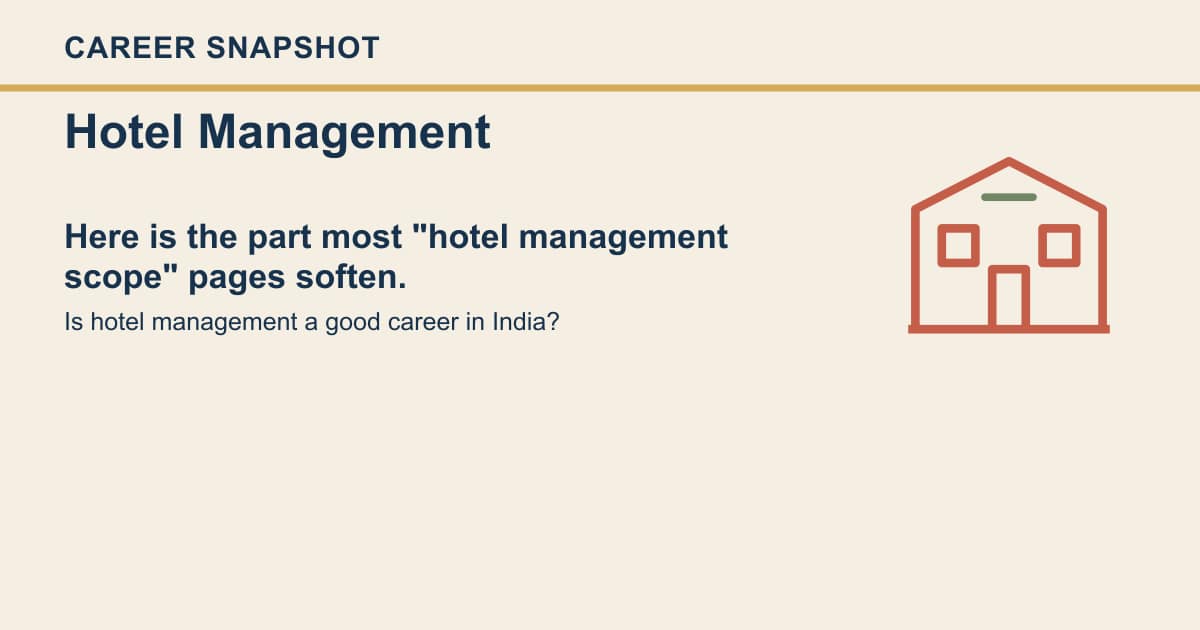 CAREER SNAPSHOT
Hotel Management
Here is the part most "hotel management
scope" pages soften.
Is hotel management a good career in India?